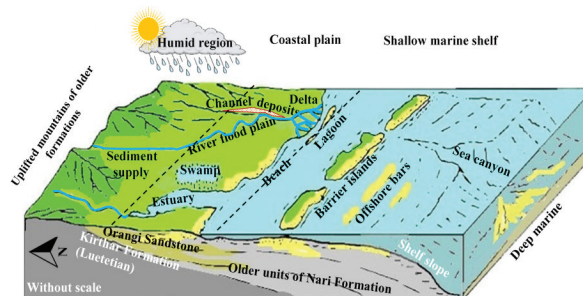 Humid region
Coastal plain
Shallow marine shelf
Uplifted mountains of older
formations
Channel deposits
Delta
River flood plain
Lagoon
Sediment
supply
Swamp
Beach
Sea canyon
Estuary
Barrier islands
Offshore bars
Deep marine
N
Orangi Sandstone
Kirthar Formation
(Luetetian)
Shelf slope
Older units of Nari Formation
Without scale